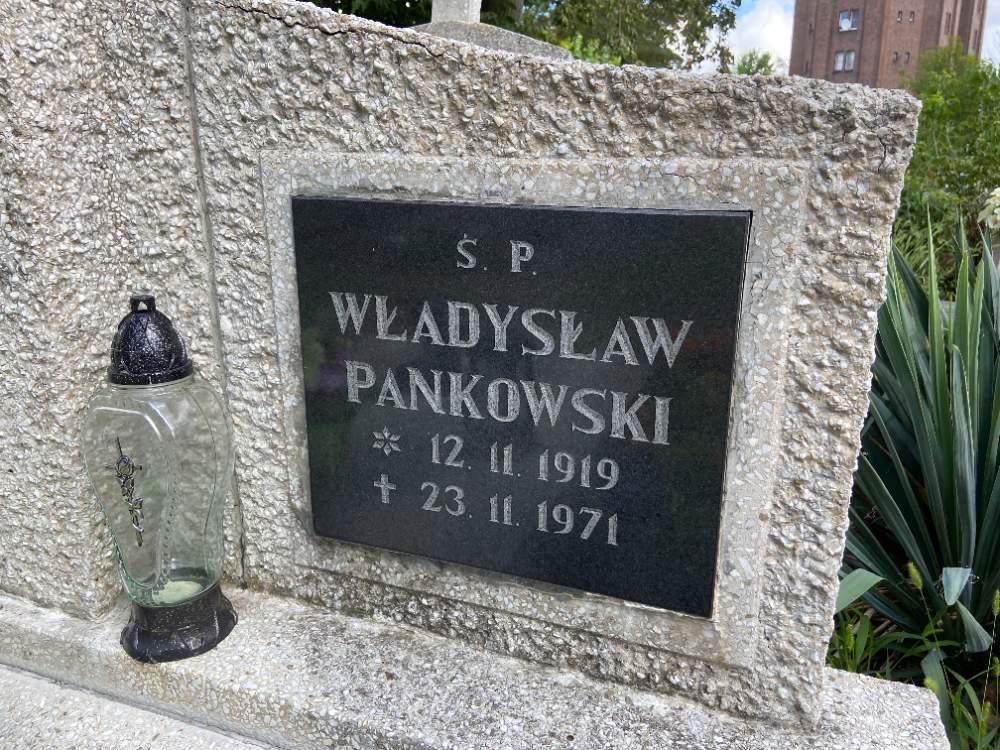 Ś. P.
WŁADYSŁAW
PANKOWSKI
* 12. 11. 1919
✝ 23. 11. 1971